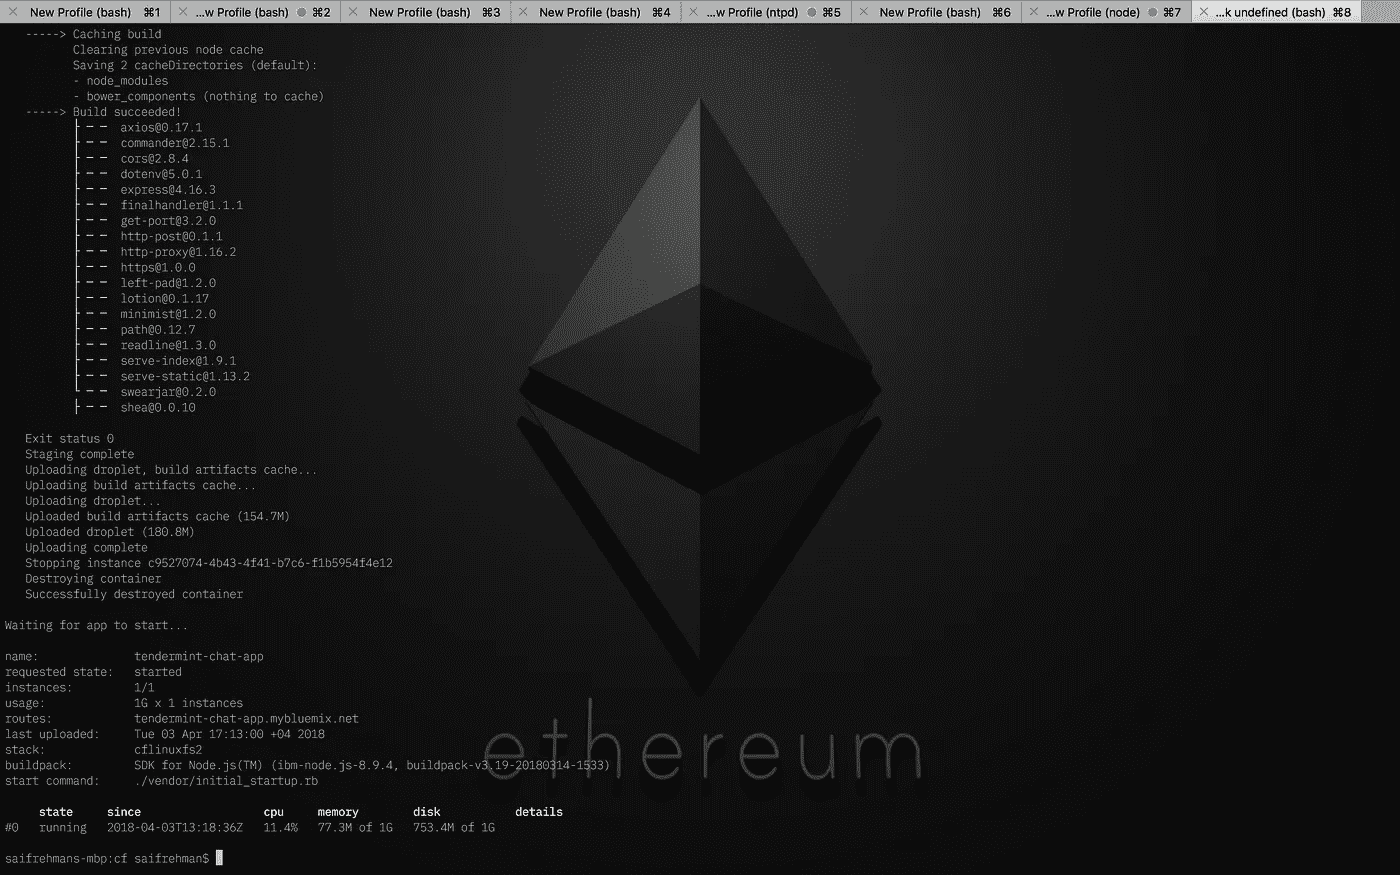 New Profile (bash) ⌘1 ...w Profile (bash) ⌘2 New Profile (bash) ⌘3 New Profile (bash) ⌘4 ...w Profile (ntpd) ⌘5 New Profile (bash) ⌘6 ...w Profile (node) ⌘7 ...k undefined (bash) ⌘8
-----> Caching build
Clearing previous node cache
Saving 2 cacheDirectories (default):
- node_modules
- bower_components (nothing to cache)
-----> Build succeeded!
├── axios@0.17.1
├── commander@2.15.1
├── cors@2.8.4
├── dotenv@5.0.1
├── express@4.16.3
├── finalhandler@1.1.1
├── get-port@3.2.0
├── http-post@0.1.1
├── http-proxy@1.16.2
├── https@1.0.0
├── left-pad@1.2.0
├── lotion@0.1.17
├── minimist@1.2.0
├── path@0.12.7
├── readline@1.3.0
├── serve-index@1.9.1
├── serve-static@1.13.2
└── swearjar@0.2.0
├── shea@0.0.10
Exit status 0
Staging complete
Uploading droplet, build artifacts cache...
Uploading build artifacts cache...
Uploading droplet...
Uploaded build artifacts cache (154.7M)
Uploaded droplet (180.8M)
Uploading complete
Stopping instance c9527074-4b43-4f41-b7c6-f1b5954f4e12
Destroying container
Successfully destroyed container
Waiting for app to start...
name: tendermint-chat-app
requested state: started
instances: 1/1
usage: 1G x 1 instances
routes: tendermint-chat-app.mybluemix.net
last uploaded: Tue 03 Apr 17:13:00 +04 2018
stack: cflinuxfs2
buildpack: SDK for Node.js(TM) (ibm-node.js-8.9.4, buildpack-v3.19-20180314-1533)
start command: ./vendor/initial_startup.rb
state since cpu memory disk details
#0 running 2018-04-03T13:18:36Z 11.4% 77.3M of 1G 753.4M of 1G
saifrehmans-mbp:cf saifrehman$
ethereum